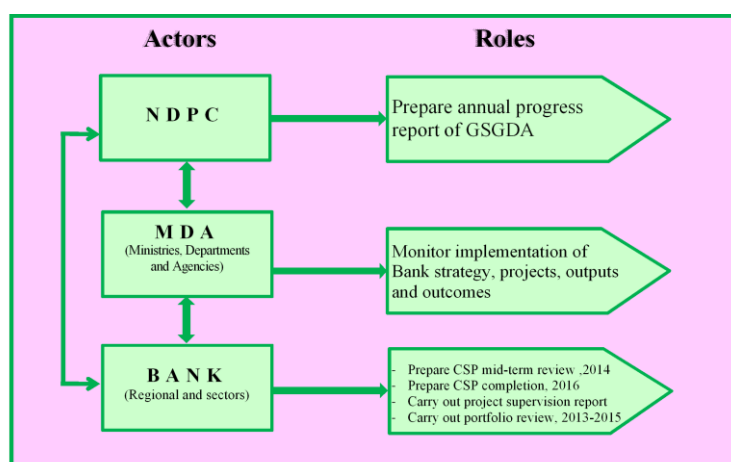 Actors
Roles
N D P C
Prepare annual progress
report of GSGDA
M D A
(Ministries, Departments
and Agencies)
Monitor implementation of
Bank strategy, projects, outputs
and outcomes
B A N K
(Regional and sectors)
- Prepare CSP mid-term review ,2014
- Prepare CSP completion, 2016
- Carry out project supervision report
- Carry out portfolio review, 2013-2015